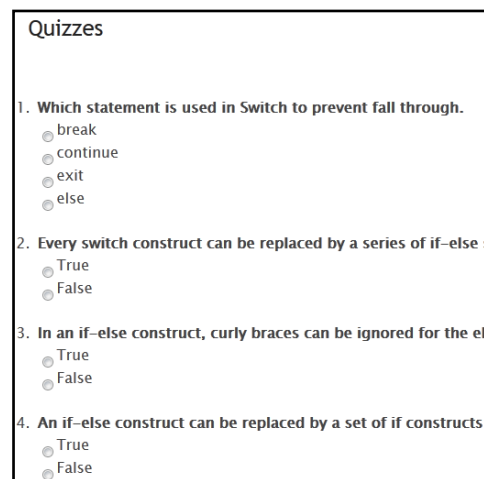 Quizzes
1. Which statement is used in Switch to prevent fall through.
break
continue
exit
else
2. Every switch construct can be replaced by a series of if-else
True
False
3. In an if-else construct, curly braces can be ignored for the
True
False
4. An if-else construct can be replaced by a set of if constructs
True
False